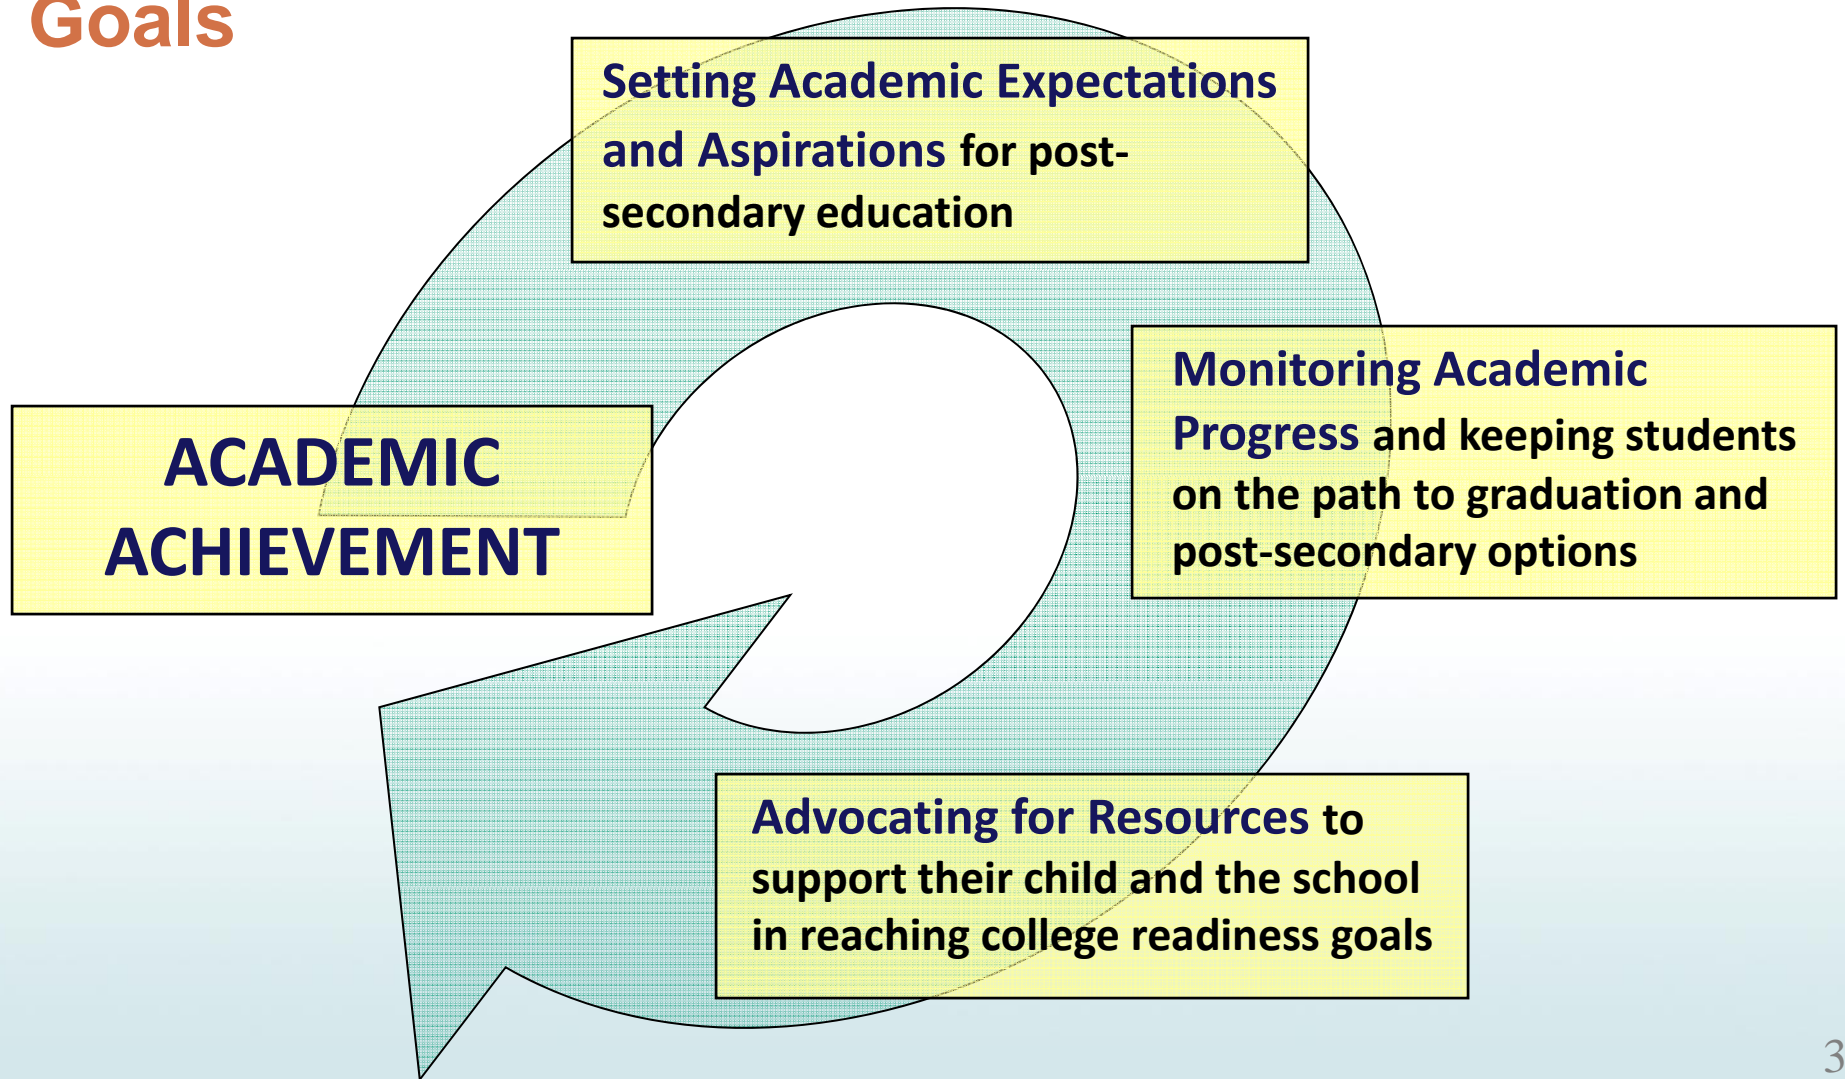 Goals
Setting Academic Expectations
and Aspirations for post-
secondary education
Monitoring Academic
Progress and keeping students
on the path to graduation and
post-secondary options
ACADEMIC
ACHIEVEMENT
Advocating for Resources to
support their child and the school
in reaching college readiness goals
3